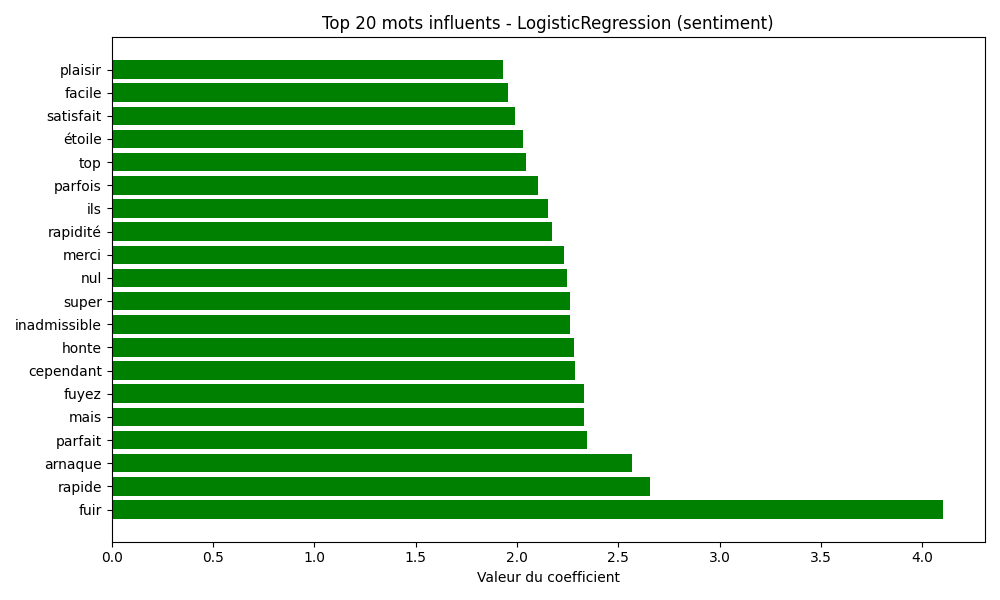 Top 20 mots influents - LogisticRegression (sentiment)
plaisir
facile
satisfait
étoile
top
parfois
ils
rapidité
merci
nul
super
inadmissible
honte
cependant
fuyez
mais
parfait
arnaque
rapide
fuir
0.0 0.5 1.0 1.5 2.0 2.5 3.0 3.5 4.0
Valeur du coefficient